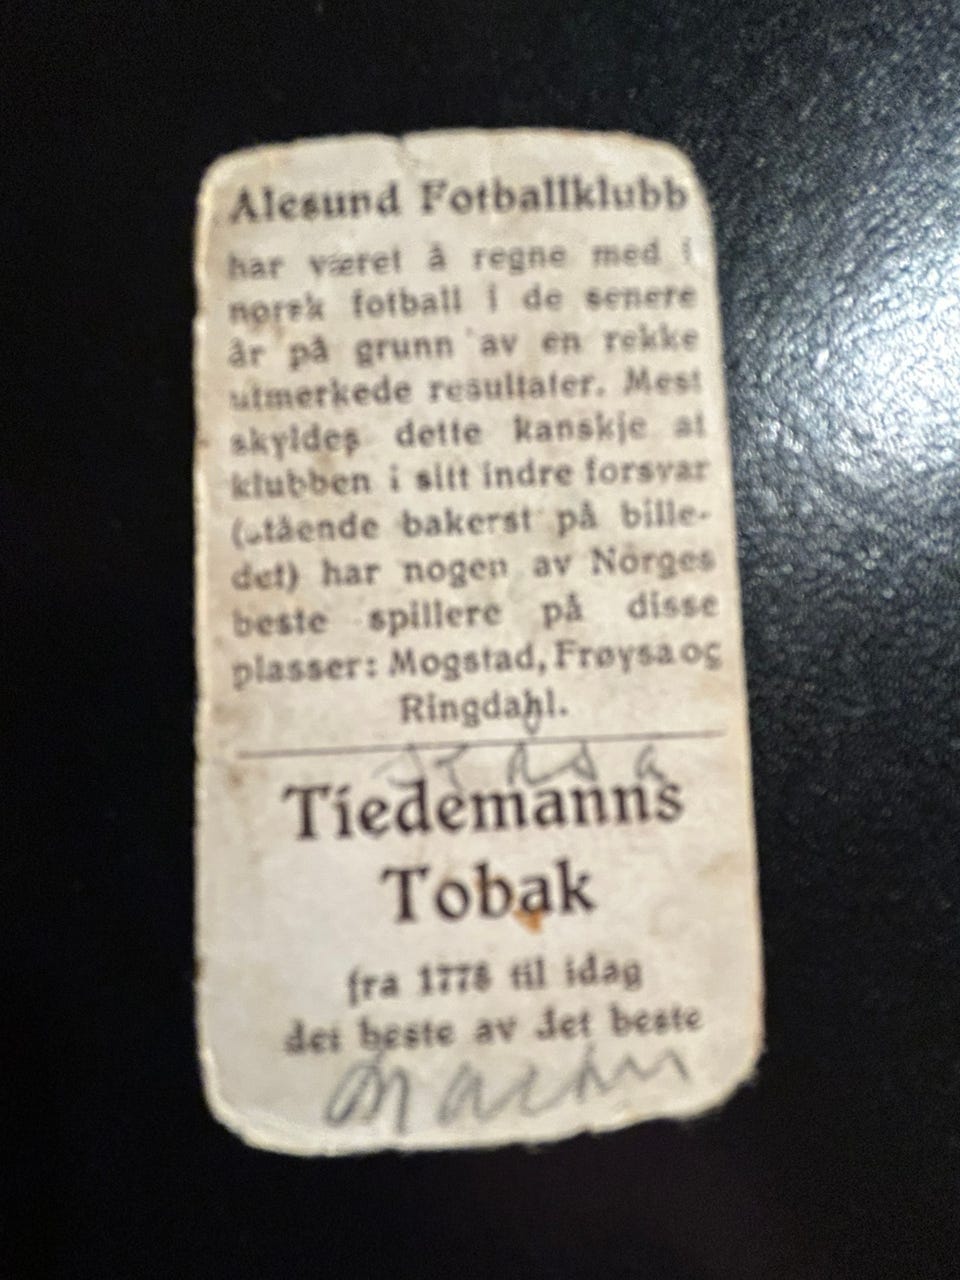 Alesund Fotballklubb
har været å regne med i
norsk fotball i de senere
år på grunn av en rekke
utmerkede resultater. Mest
skyldes dette kanskje at
klubben i sitt indre forsvar
(stående bakerst på bille-
det) har nogen av Norges
beste spillere på disse
plasser: Mogstad, Frøysa og
Ringdahl.
Tiedemanns
Tobak
fra 1778 til idag
det beste av det beste